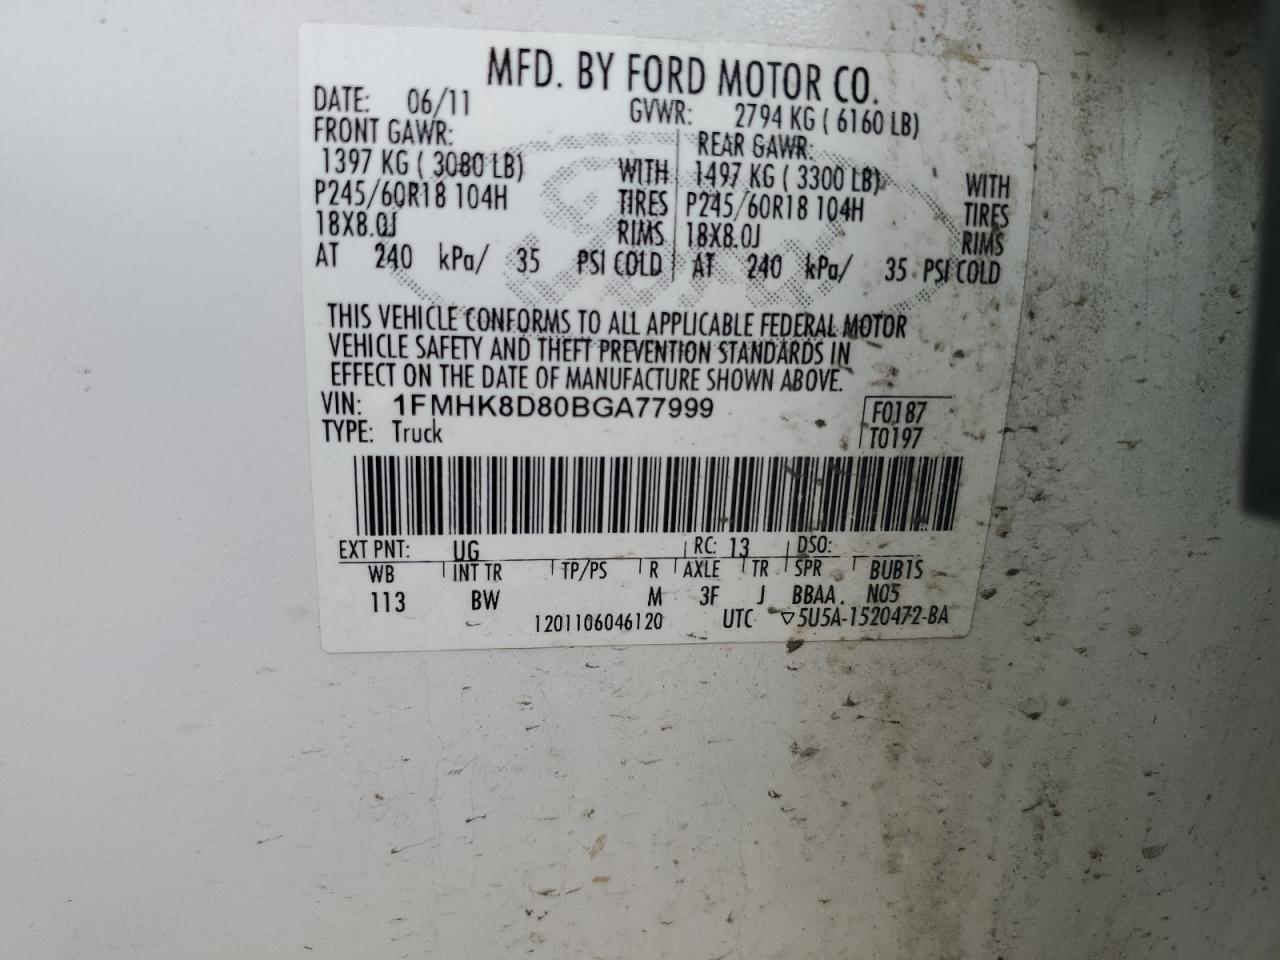 MFD. BY FORD MOTOR CO.
DATE: 06/11 GVWR: 2794 KG ( 6160 LB)
FRONT GAWR: REAR GAWR:
1397 KG ( 3080 LB) WITH 1497 KG ( 3300 LB) WITH
P245/60R18 104H TIRES P245/60R18 104H TIRES
18X8.0J RIMS 18X8.0J RIMS
AT 240 kPa/ 35 PSI COLD AT 240 kPa/ 35 PSI COLD
THIS VEHICLE CONFORMS TO ALL APPLICABLE FEDERAL MOTOR
VEHICLE SAFETY AND THEFT PREVENTION STANDARDS IN
EFFECT ON THE DATE OF MANUFACTURE SHOWN ABOVE.
VIN: 1FMHK8D80BGA77999 F0187
TYPE: Truck T0197
EXT PNT: UG RC: 13 DSO:
WB INT TR TP/PS R AXLE TR SPR BUB1S
113 BW M 3F J BBAA N05
1201106046120 UTC ▽5U5A-1520472-BA